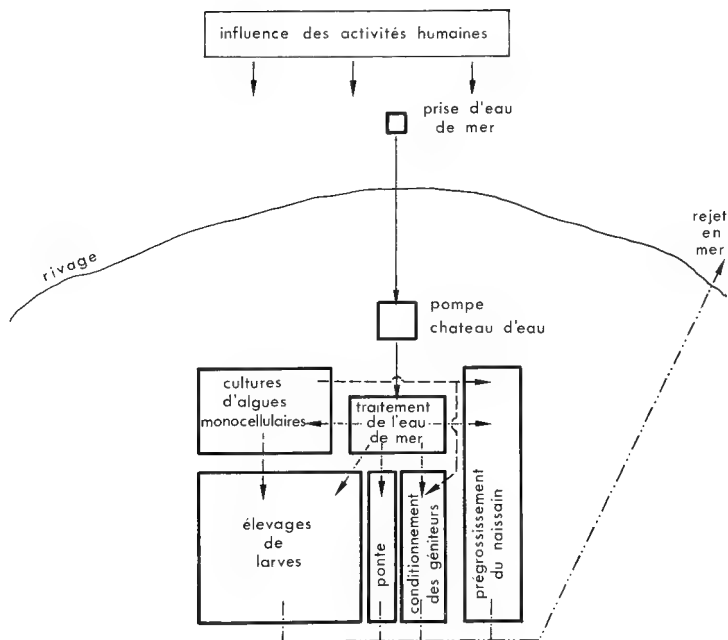 influence des activités humaines
prise d'eau
de mer
rejet
en
mer
rivage
pompe
chateau d'eau
cultures
d'algues
monocellulaires
traitement
de l'eau
de mer
élevages
de
larves
ponte
conditionnement
des géniteurs
prégrossissement
du naissain